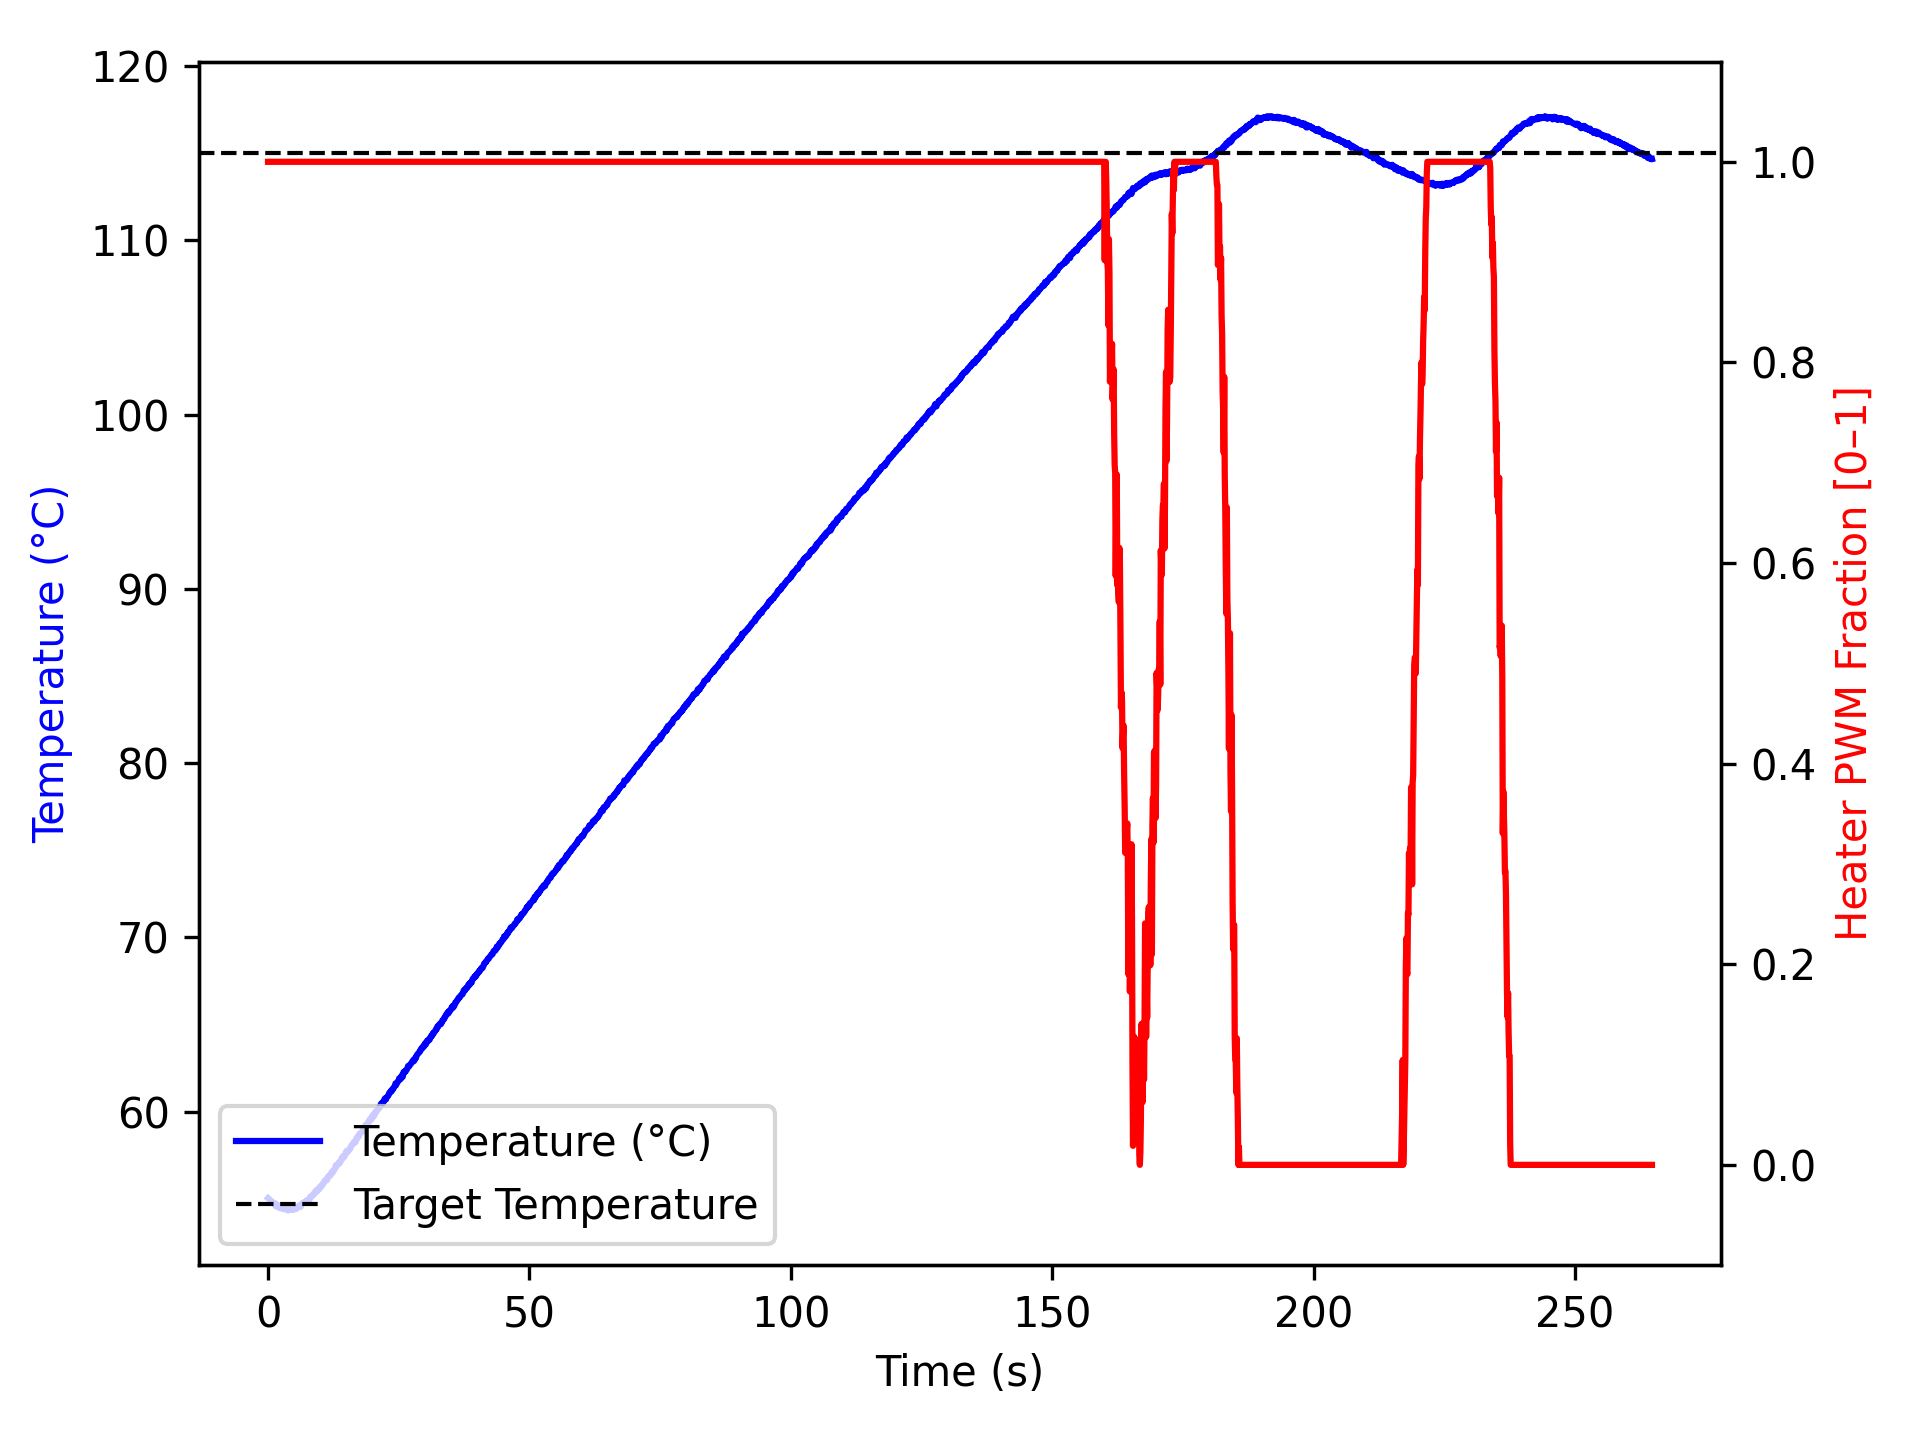 120
110
100
90
80
70
60
Temperature (°C)
1.0
0.8
0.6
0.4
0.2
0.0
Heater PWM Fraction [0–1]
Temperature (°C)
Target Temperature
0 50 100 150 200 250
Time (s)